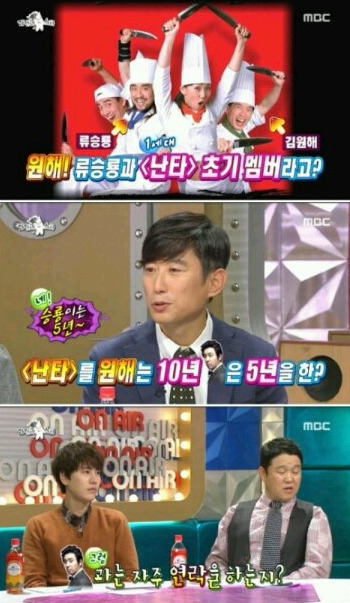 MBC
류승룡
1세대
김원해
원해! 류승룡과 <난타> 초기 멤버라고?
MBC
네!
승룡이는
5년~
<난타>를 원해는 10년 은 5년을 한?
ON AIR
ON AIR
ON AIR
MBC
그럼
과는 자주 연락을 하는지?